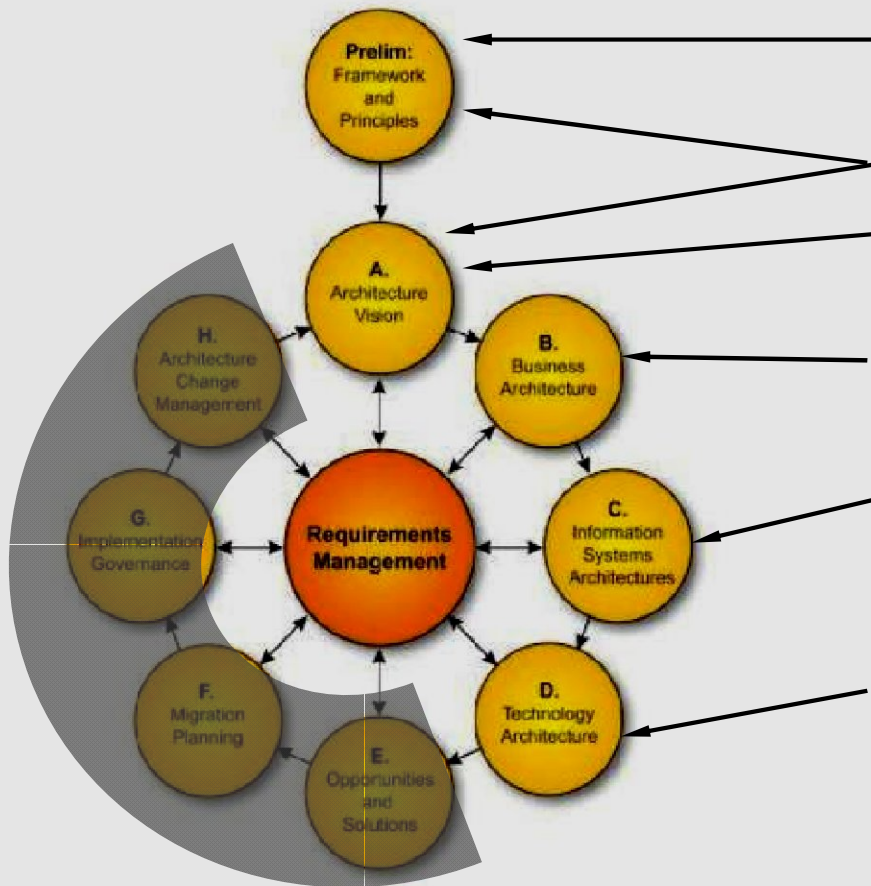 Prelim:
Framework
and
Principles
A.
Architecture
Vision
B.
Business
Architecture
C.
Information
Systems
Architectures
D.
Technology
Architecture
E.
Opportunities
and
Solutions
F.
Migration
Planning
G.
Implementation
Governance
H.
Architecture
Change
Management
Requirements
Management